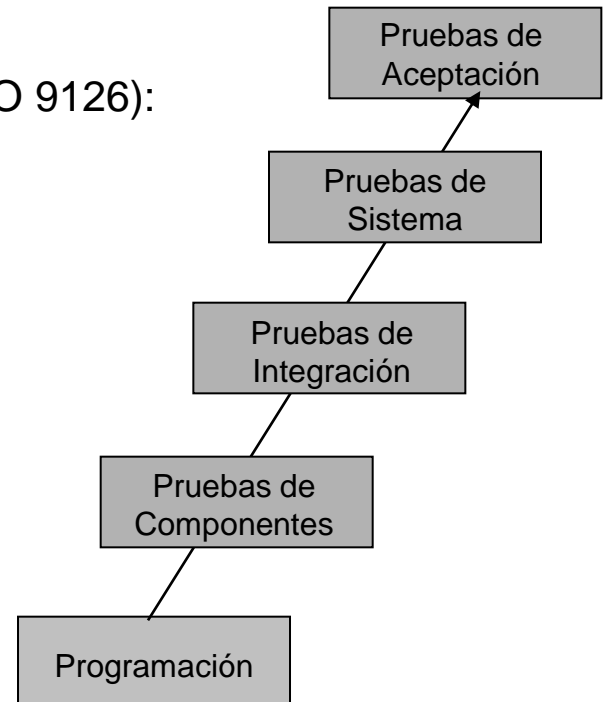 O 9126):
Pruebas de
Aceptación
Pruebas de
Sistema
Pruebas de
Integración
Pruebas de
Componentes
Programación